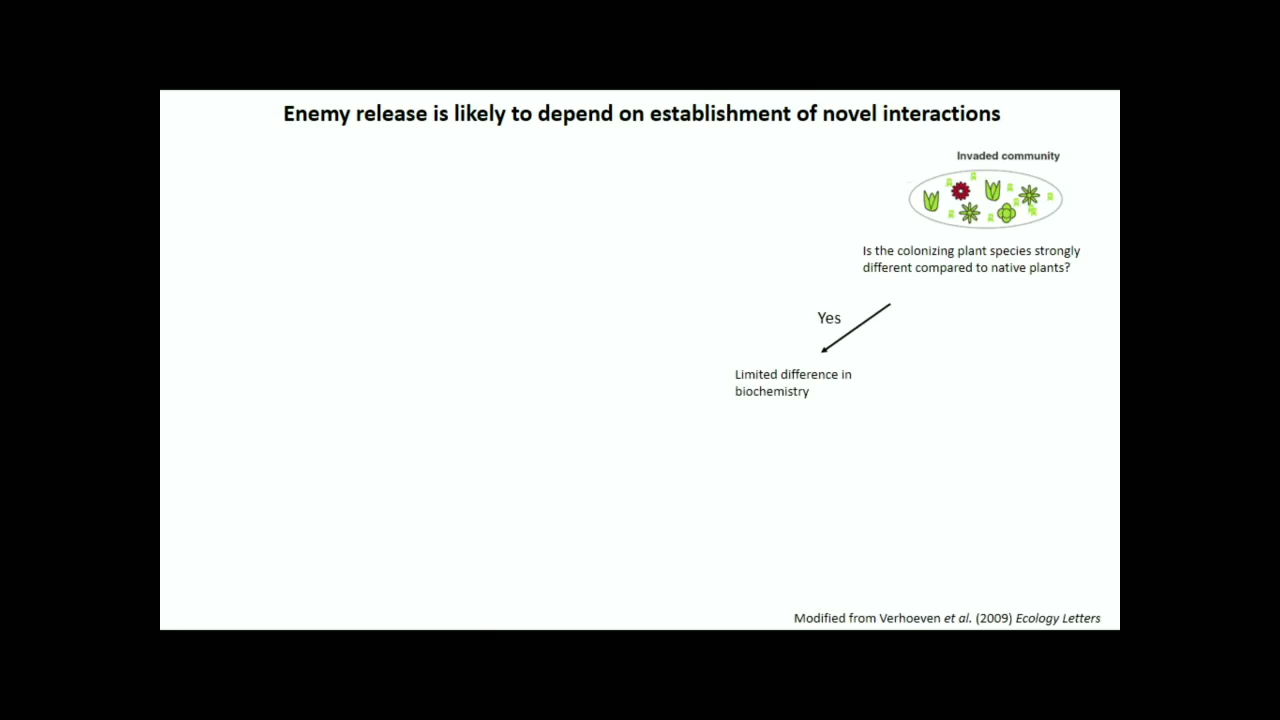 Enemy release is likely to depend on establishment of novel interactions
Invaded community
Is the colonizing plant species strongly
different compared to native plants?
Yes
Limited difference in
biochemistry
Modified from Verhoeven et al. (2009) Ecology Letters